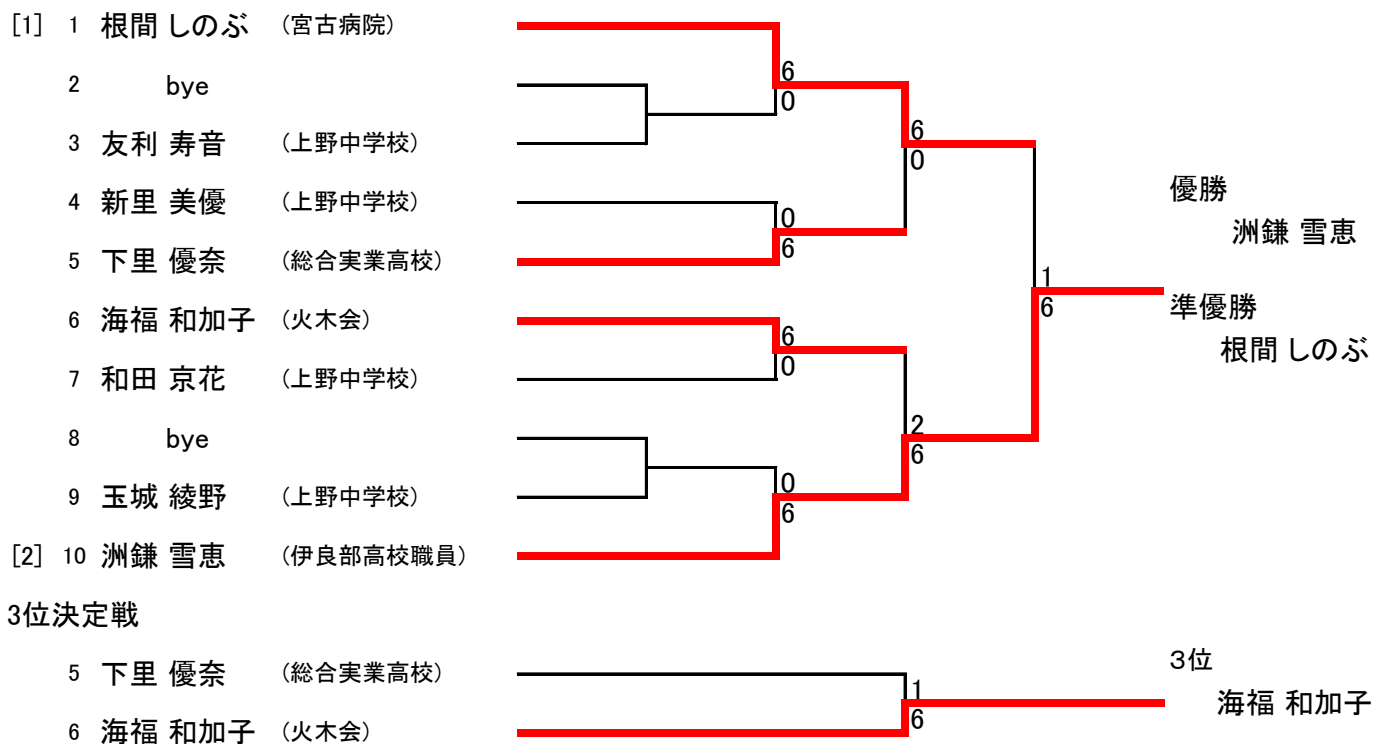 [1] 1 根間 しのぶ (宮古病院)
6
2 bye
0
3 友利 寿音 (上野中学校)
6
0
優勝
4 新里 美優 (上野中学校)
0
洲鎌 雪恵
6
5 下里 優奈 (総合実業高校)
1
6
準優勝
6 海福 和加子 (火木会)
6
根間 しのぶ
0
7 和田 京花 (上野中学校)
2
8 bye
6
0
9 玉城 綾野 (上野中学校)
6
[2] 10 洲鎌 雪恵 (伊良部高校職員)
3位決定戦
5 下里 優奈 (総合実業高校)
3位
1
海福 和加子
6
6 海福 和加子 (火木会)